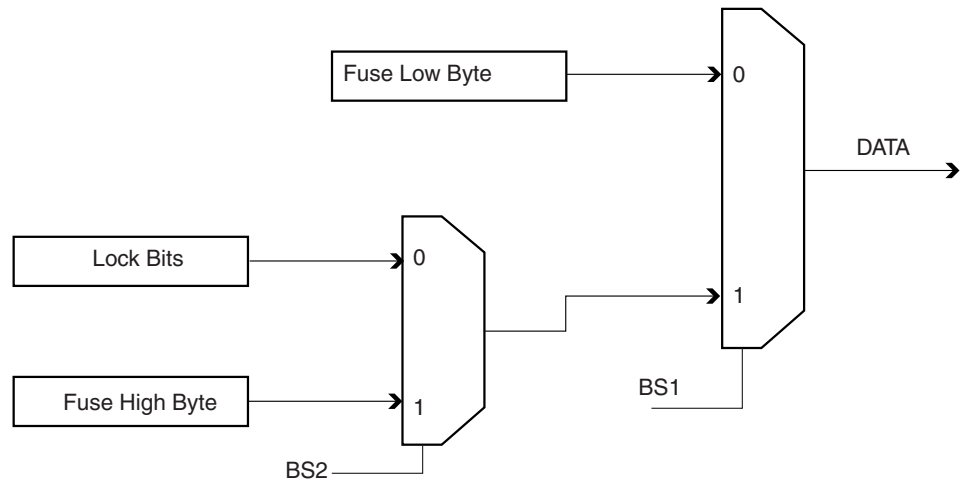 Fuse Low Byte
0
DATA
Lock Bits
0
1
BS1
Fuse High Byte
1
BS2